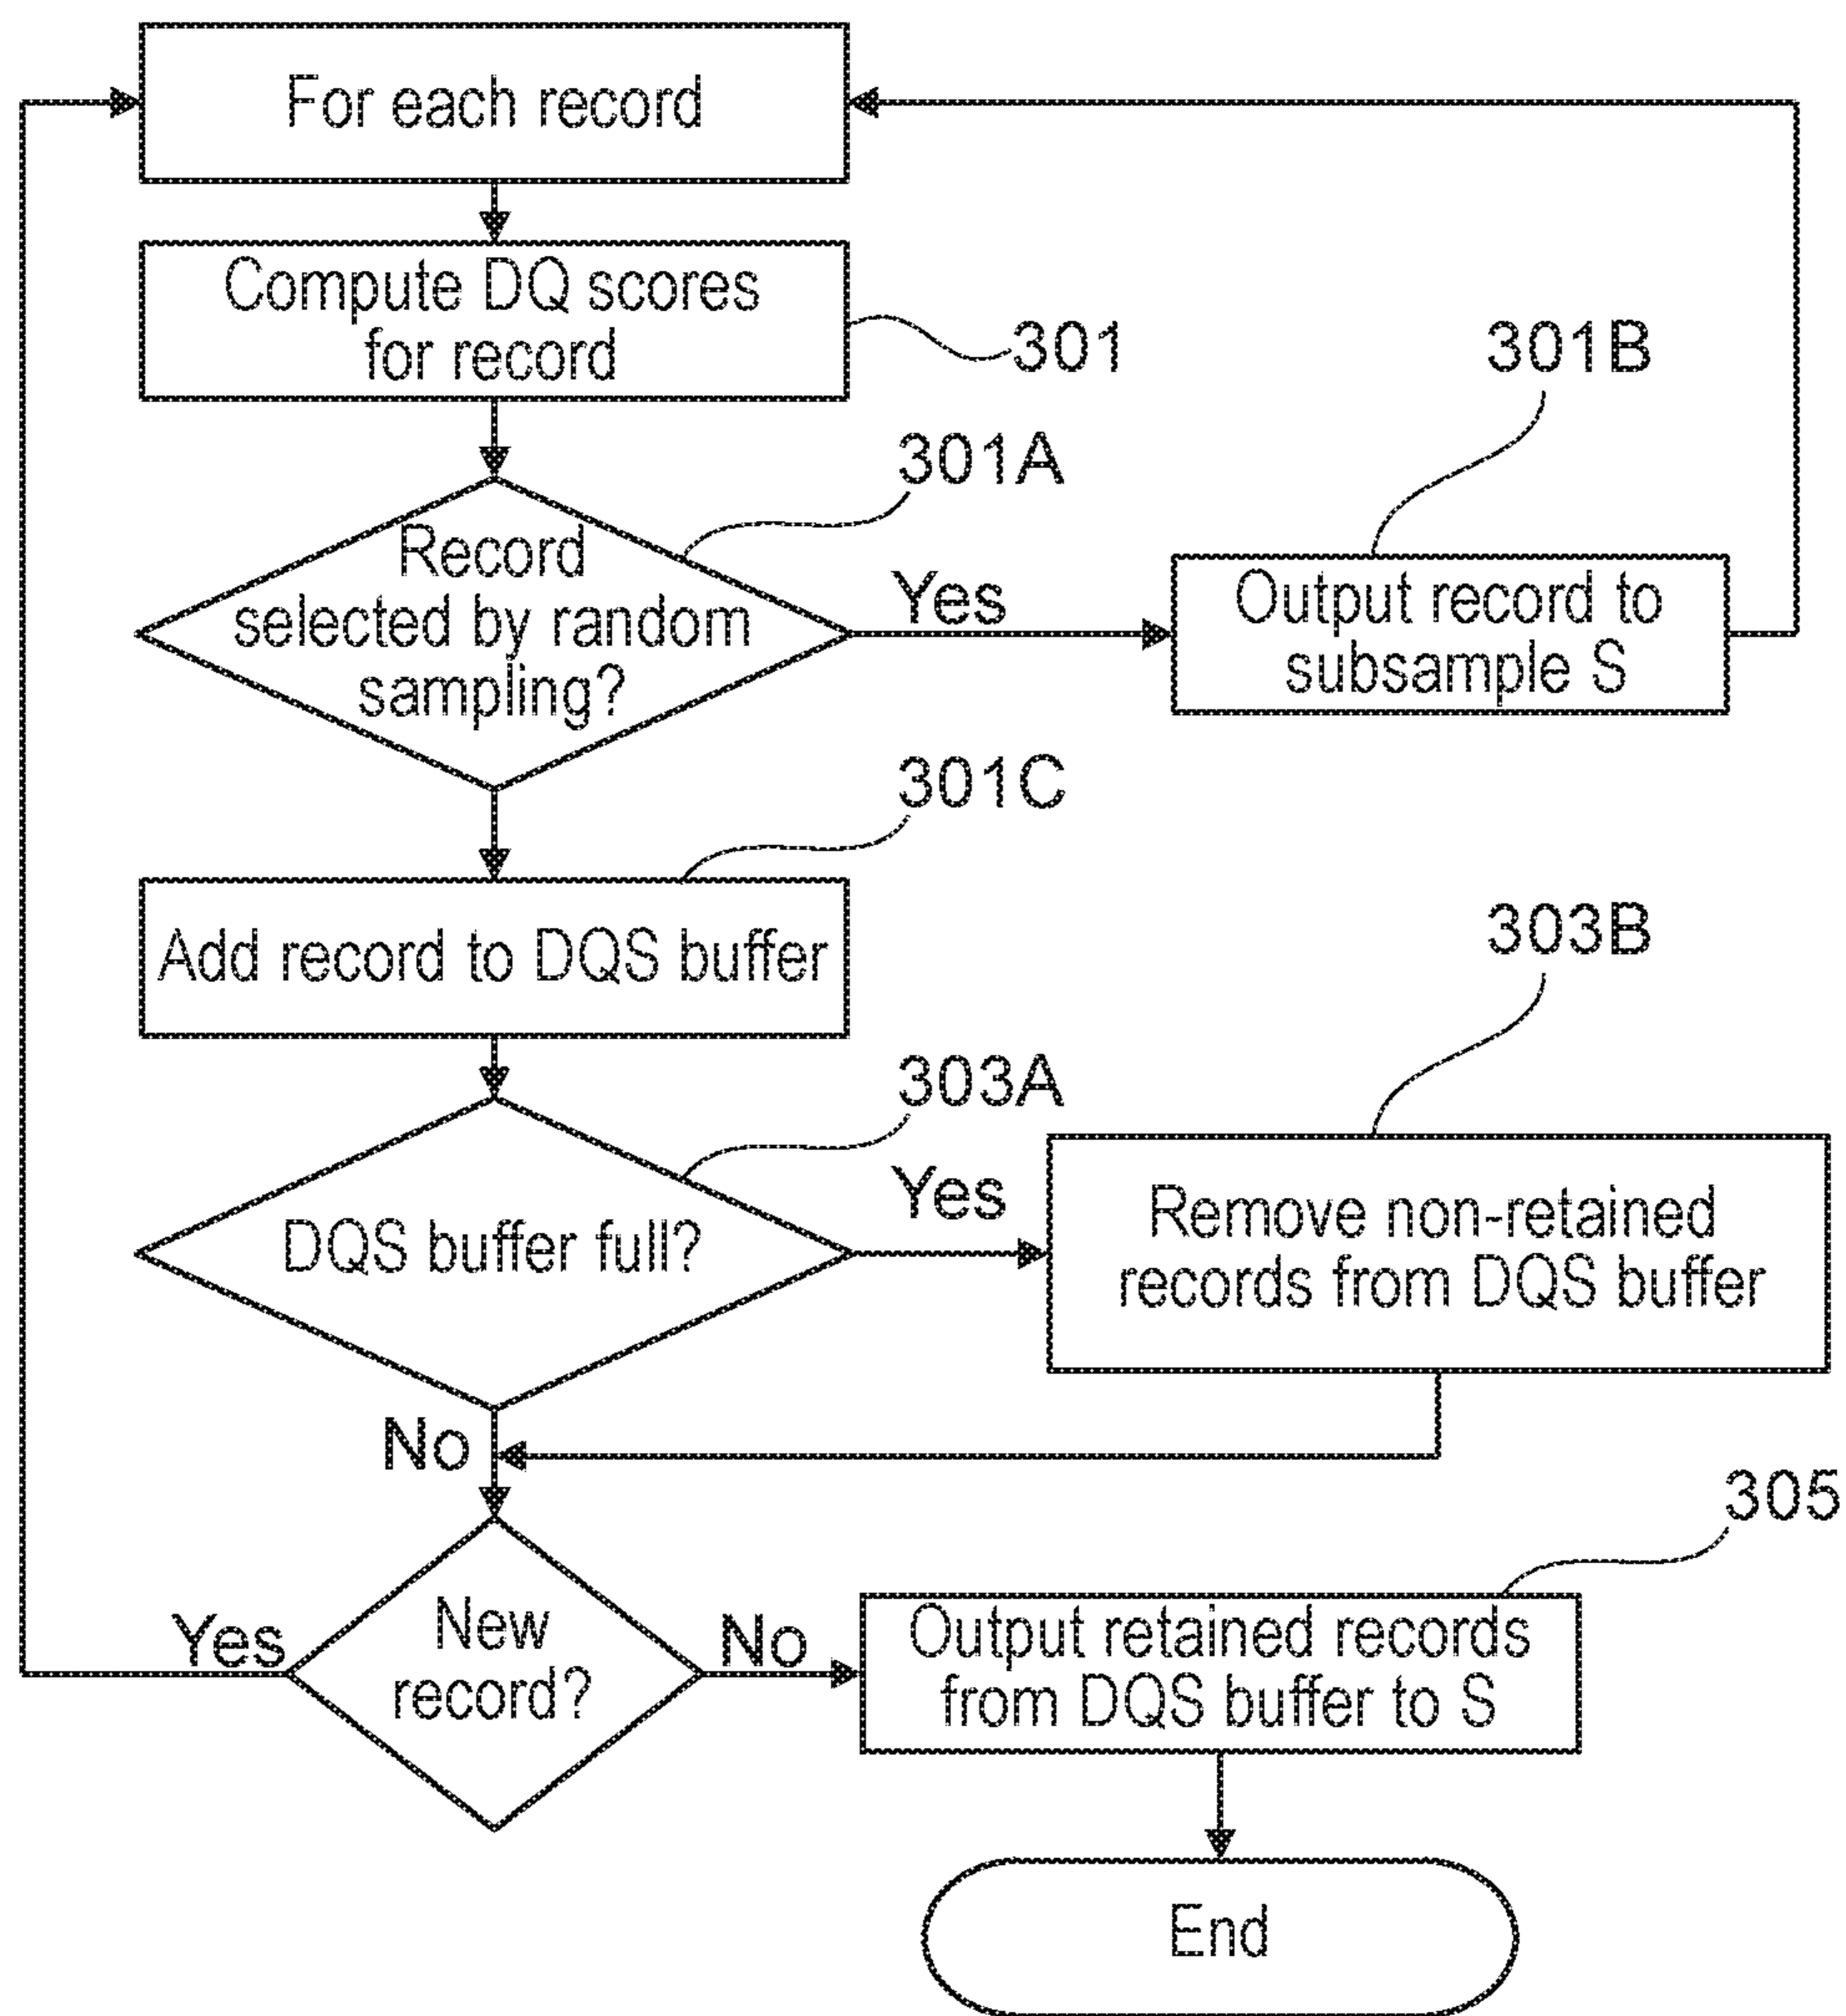 For each record
Compute DQ scores
for record
301
301B
301A
Record
selected by random
sampling?
Yes
Output record to
subsample S
301C
Add record to DQS buffer
303B
303A
DQS buffer full?
Yes
Remove non-retained
records from DQS buffer
No
305
Yes
New
record?
No
Output retained records
from DQS buffer to S
End